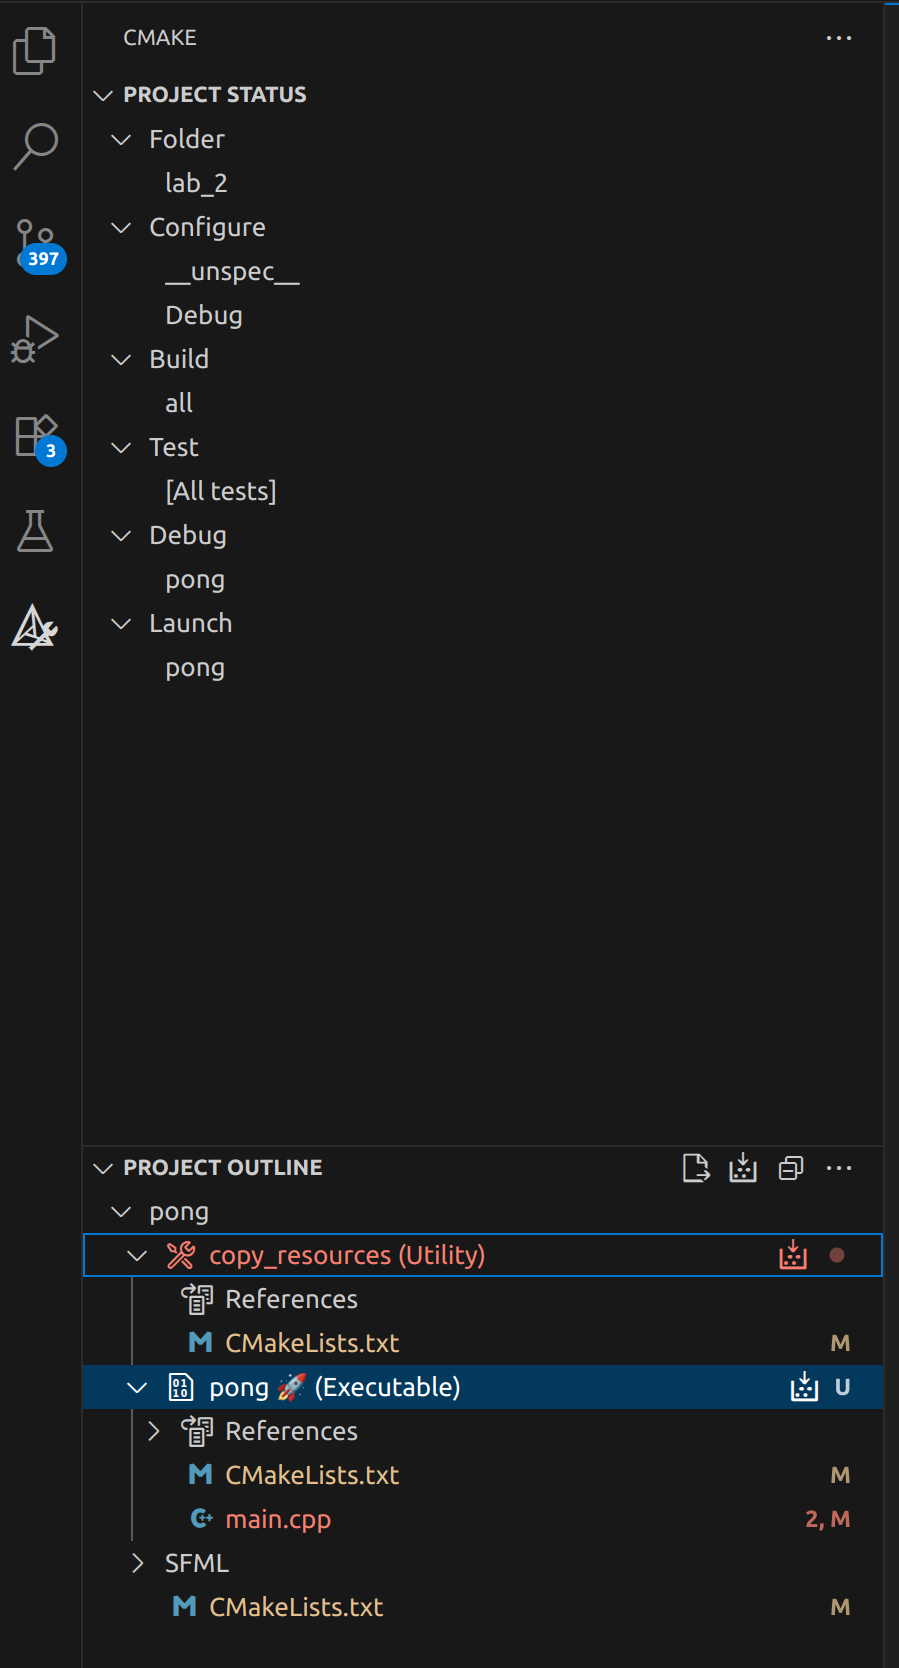 CMAKE
PROJECT STATUS
Folder
lab_2
Configure
__unspec__
Debug
Build
all
Test
[All tests]
Debug
pong
Launch
pong
397
3
PROJECT OUTLINE
pong
copy_resources (Utility)
References
CMakeLists.txt M
pong 🚀 (Executable) U
References
CMakeLists.txt M
main.cpp 2, M
SFML
CMakeLists.txt M